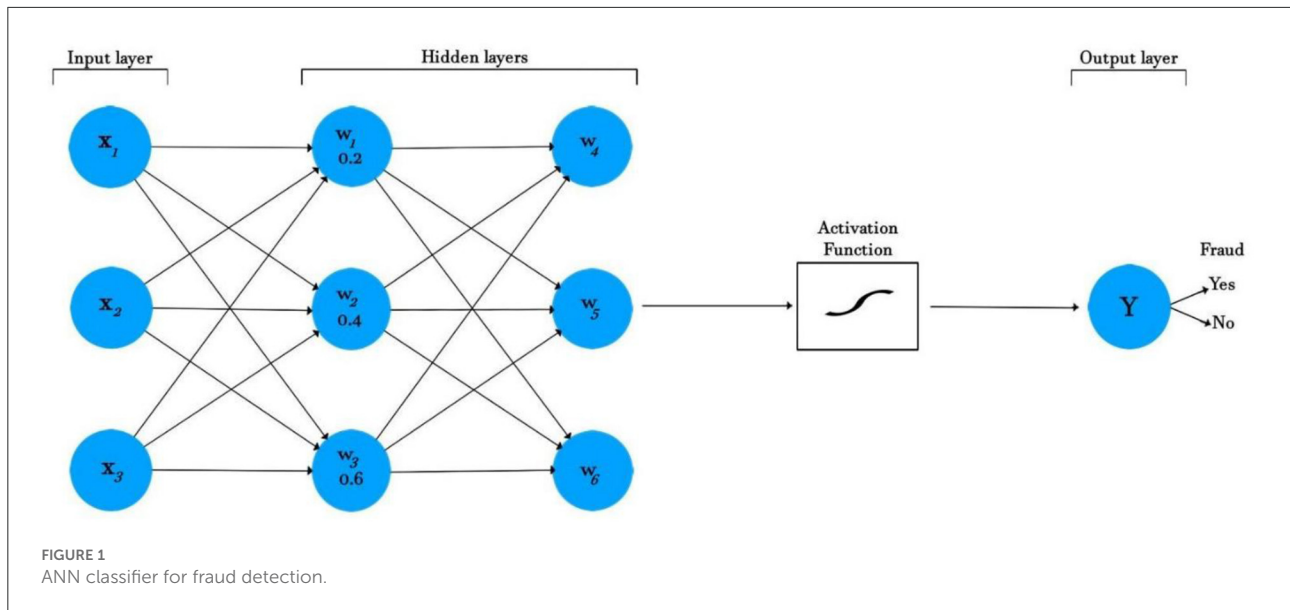 Input layer
Hidden layers
Output layer
x1
w1
0.2
w4
x2
w2
0.4
w5
Activation
Function
Y
Fraud
Yes
No
x3
w3
0.6
w6
FIGURE 1
ANN classifier for fraud detection.